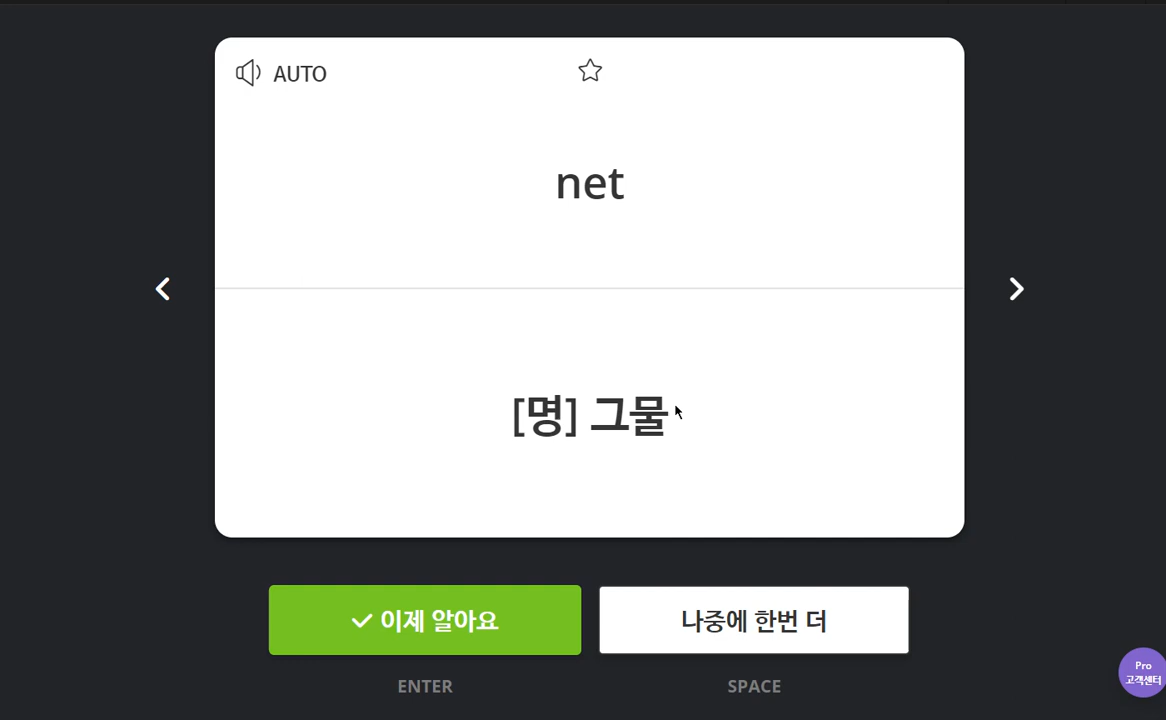 AUTO
net
[명] 그물
이제 알아요
나중에 한번 더
ENTER
SPACE
Pro
고객센터